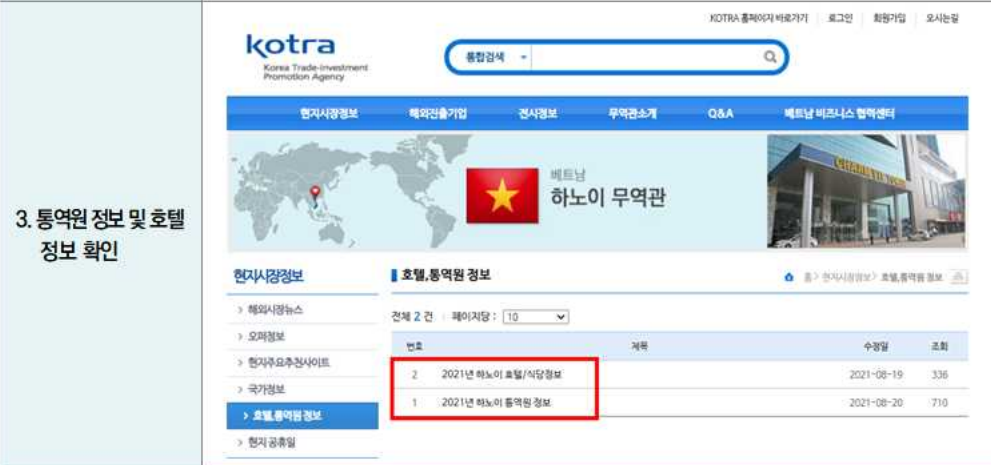 3. 통역원 정보 및 호텔
정보 확인
KOTRA 홈페이지 바로가기 로그인 회원가입 오시는길
kotra
Korea Trade-Investment
Promotion Agency
통합검색
현지시장정보 해외진출기업 전시정보 무역관소개 Q&A 베트남 비즈니스 협력센터
베트남
하노이 무역관
현지시장정보
> 해외시장뉴스
> 오퍼정보
> 현지주요추천사이트
> 국가정보
> 호텔,통역원 정보
> 현지 공휴일
호텔,통역원 정보
홈 > 현지시장정보 > 호텔,통역원 정보
전체 2 건 페이지당 : 10
번호 제목 수정일 조회
2 2021년 하노이 호텔/식당정보 2021-08-19 336
1 2021년 하노이 통역원 정보 2021-08-20 710